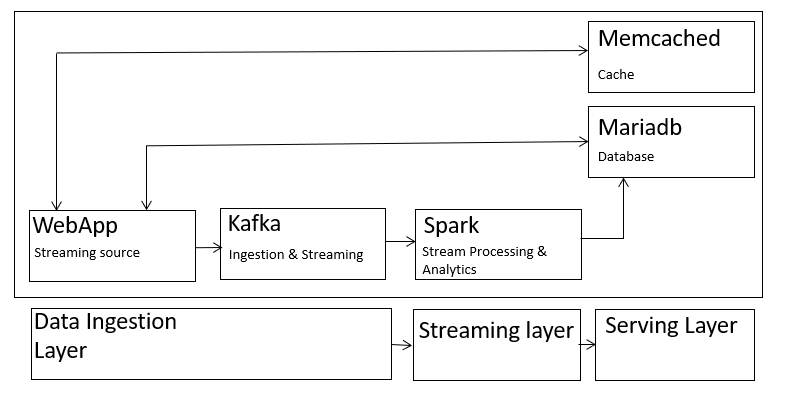 Memcached
Cache
Mariadb
Database
WebApp
Streaming source
Kafka
Ingestion & Streaming
Spark
Stream Processing &
Analytics
Data Ingestion
Layer
Streaming layer
Serving Layer